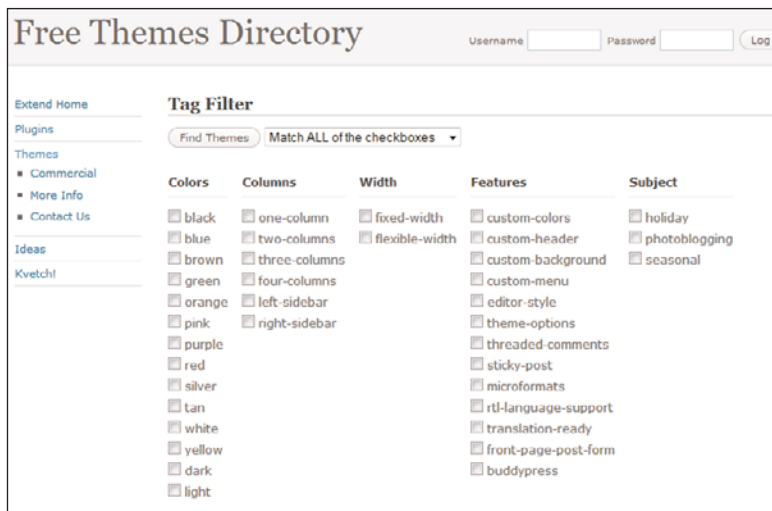 Free Themes Directory
Username
Password
Log
Extend Home
Plugins
Themes
Commercial
More Info
Contact Us
Ideas
Kvetch!
Tag Filter
Find Themes Match ALL of the checkboxes
Colors
black
blue
brown
green
orange
pink
purple
red
silver
tan
white
yellow
dark
light
Columns
one-column
two-columns
three-columns
four-columns
left-sidebar
right-sidebar
Width
fixed-width
flexible-width
Features
custom-colors
custom-header
custom-background
custom-menu
editor-style
theme-options
threaded-comments
sticky-post
microformats
rtl-language-support
translation-ready
front-page-post-form
buddypress
Subject
holiday
photoblogging
seasonal